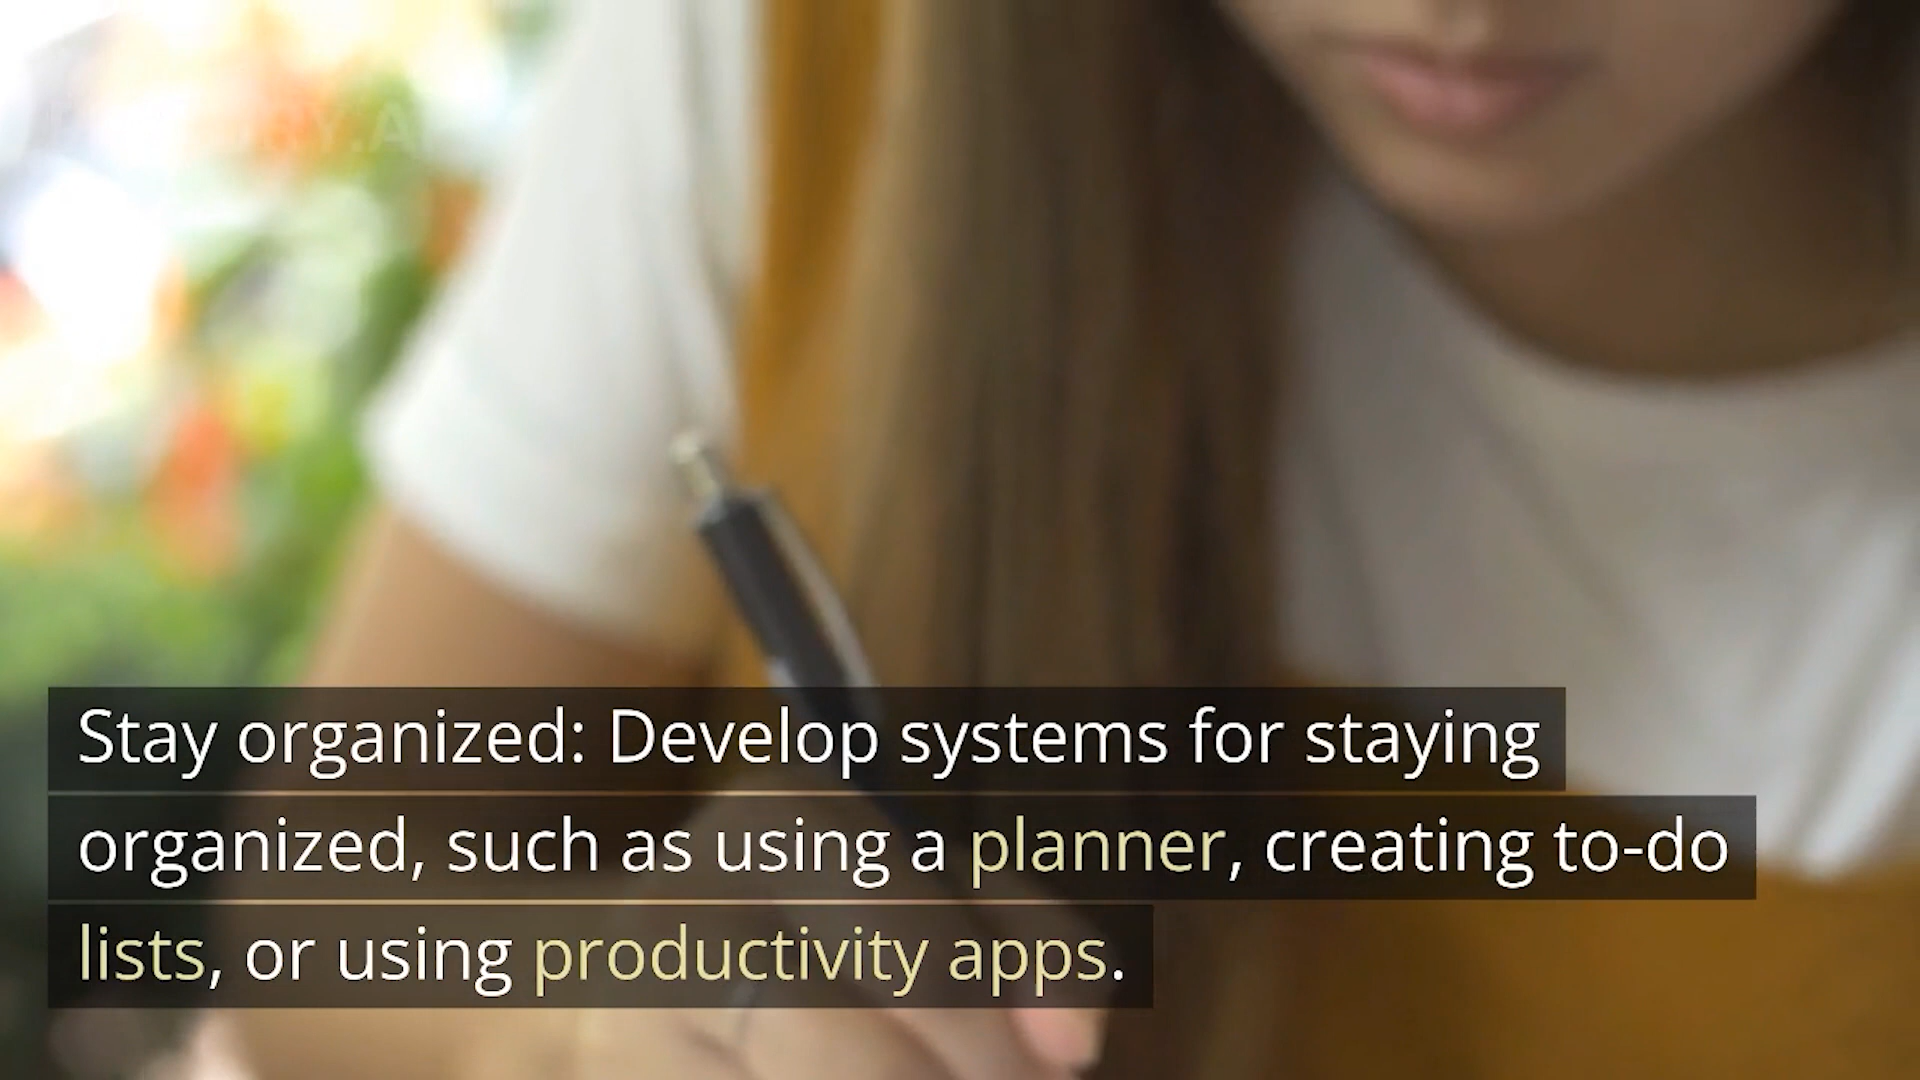 Stay organized: Develop systems for staying
organized, such as using a planner, creating to-do
lists, or using productivity apps.